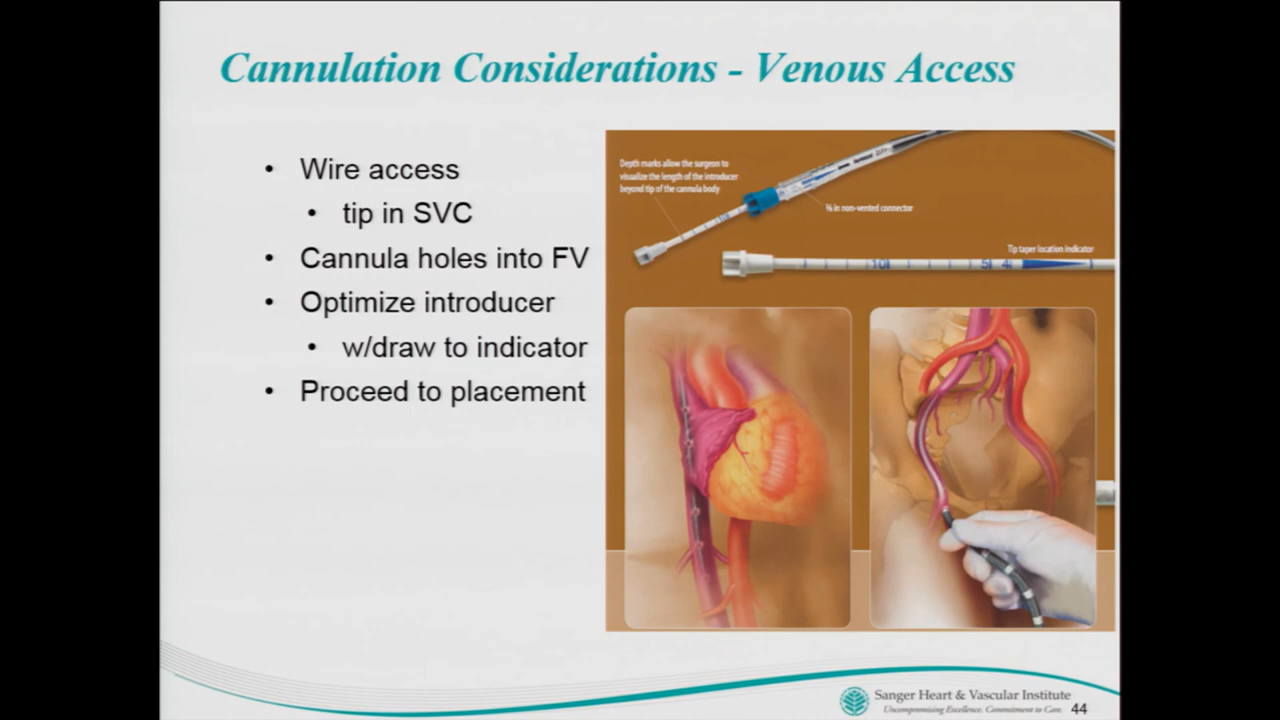 Cannulation Considerations - Venous Access
• Wire access
• tip in SVC
• Cannula holes into FV
• Optimize introducer
• w/draw to indicator
• Proceed to placement
Depth marks allow the surgeon to
visualize the length of the introducer
beyond tip of the cannula body
⅜ in non-vented connector
Tip taper location indicator
10
5
4
Sanger Heart & Vascular Institute
Uncompromising Excellence. Commitment to Care.
44